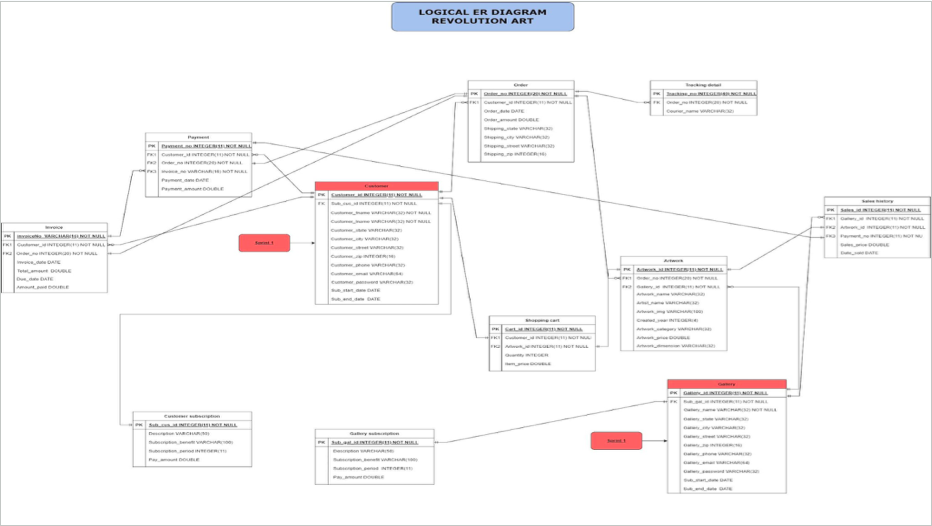 LOGICAL ER DIAGRAM
REVOLUTION ART
Order
PK Order_no INTEGER(20) NOT NULL
FK1 Customer_id INTEGER(11) NOT NULL
Order_date DATE
Order_amount DOUBLE
Shipping_state VARCHAR(32)
Shipping_city VARCHAR(32)
Shipping_street VARCHAR(32)
Shipping_zip INTEGER(16)
Tracking detail
PK Tracking_no INTEGER(40) NOT NULL
FK Order_no INTEGER(20) NOT NULL
Courier_name VARCHAR(32)
Payment
PK Payment_no INTEGER(11) NOT NULL
FK1 Customer_id INTEGER(11) NOT NULL
FK2 Order_no INTEGER(20) NOT NULL
FK3 Invoice_no VARCHAR(16) NOT NULL
Payment_date DATE
Payment_amount DOUBLE
Customer
PK Customer_id INTEGER(11) NOT NULL
FK Sub_cus_id INTEGER(11) NOT NULL
Customer_fname VARCHAR(32) NOT NULL
Customer_lname VARCHAR(32) NOT NULL
Customer_state VARCHAR(32)
Customer_city VARCHAR(32)
Customer_street VARCHAR(32)
Customer_zip INTEGER(16)
Customer_phone VARCHAR(32)
Customer_email VARCHAR(64)
Customer_password VARCHAR(32)
Sub_start_date DATE
Sub_end_date DATE
Sales history
PK Sales_id INTEGER(11) NOT NULL
FK1 Gallery_id INTEGER(11) NOT NULL
FK2 Artwork_id INTEGER(11) NOT NULL
FK3 Payment_no INTEGER(11) NOT NU
Sales_price DOUBLE
Date_sold DATE
Invoice
PK InvoiceNo VARCHAR(16) NOT NULL
FK1 Customer_id INTEGER(11) NOT NULL
FK2 Order_no INTEGER(20) NOT NULL
Invoice_date DATE
Total_amount DOUBLE
Due_date DATE
Amount_paid DOUBLE
Artwork
PK Artwork_id INTEGER(11) NOT NULL
FK1 Order_no INTEGER(20) NOT NULL
FK2 Gallery_id INTEGER(11) NOT NULL
Artwork_name VARCHAR(32)
Artist_name VARCHAR(32)
Artwork_img VARCHAR(100)
Created_year INTEGER(4)
Artwork_category VARCHAR(32)
Artwork_price DOUBLE
Artwork_dimension VARCHAR(32)
Shopping cart
PK Cart_id INTEGER(11) NOT NULL
FK1 Customer_id INTEGER(11) NOT NUL
FK2 Artwork_id INTEGER(11) NOT NULL
Quantity INTEGER
Item_price DOUBLE
Gallery
PK Gallery_id INTEGER(11) NOT NULL
FK Sub_gal_id INTEGER(11) NOT NULL
Gallery_name VARCHAR(32) NOT NULL
Gallery_state VARCHAR(32)
Gallery_city VARCHAR(32)
Gallery_street VARCHAR(32)
Gallery_zip INTEGER(16)
Gallery_phone VARCHAR(32)
Gallery_email VARCHAR(64)
Gallery_password VARCHAR(32)
Sub_start_date DATE
Sub_end_date DATE
Customer subscription
PK Sub_cus_id INTEGER(11) NOT NULL
Description VARCHAR(50)
Subscription_benefit VARCHAR(100)
Subscription_period INTEGER(11)
Pay_amount DOUBLE
Gallery subscription
PK Sub_gal_id INTEGER(11) NOT NULL
Description VARCHAR(50)
Subscription_benefit VARCHAR(100)
Subscription_period INTEGER(11)
Pay_amount DOUBLE